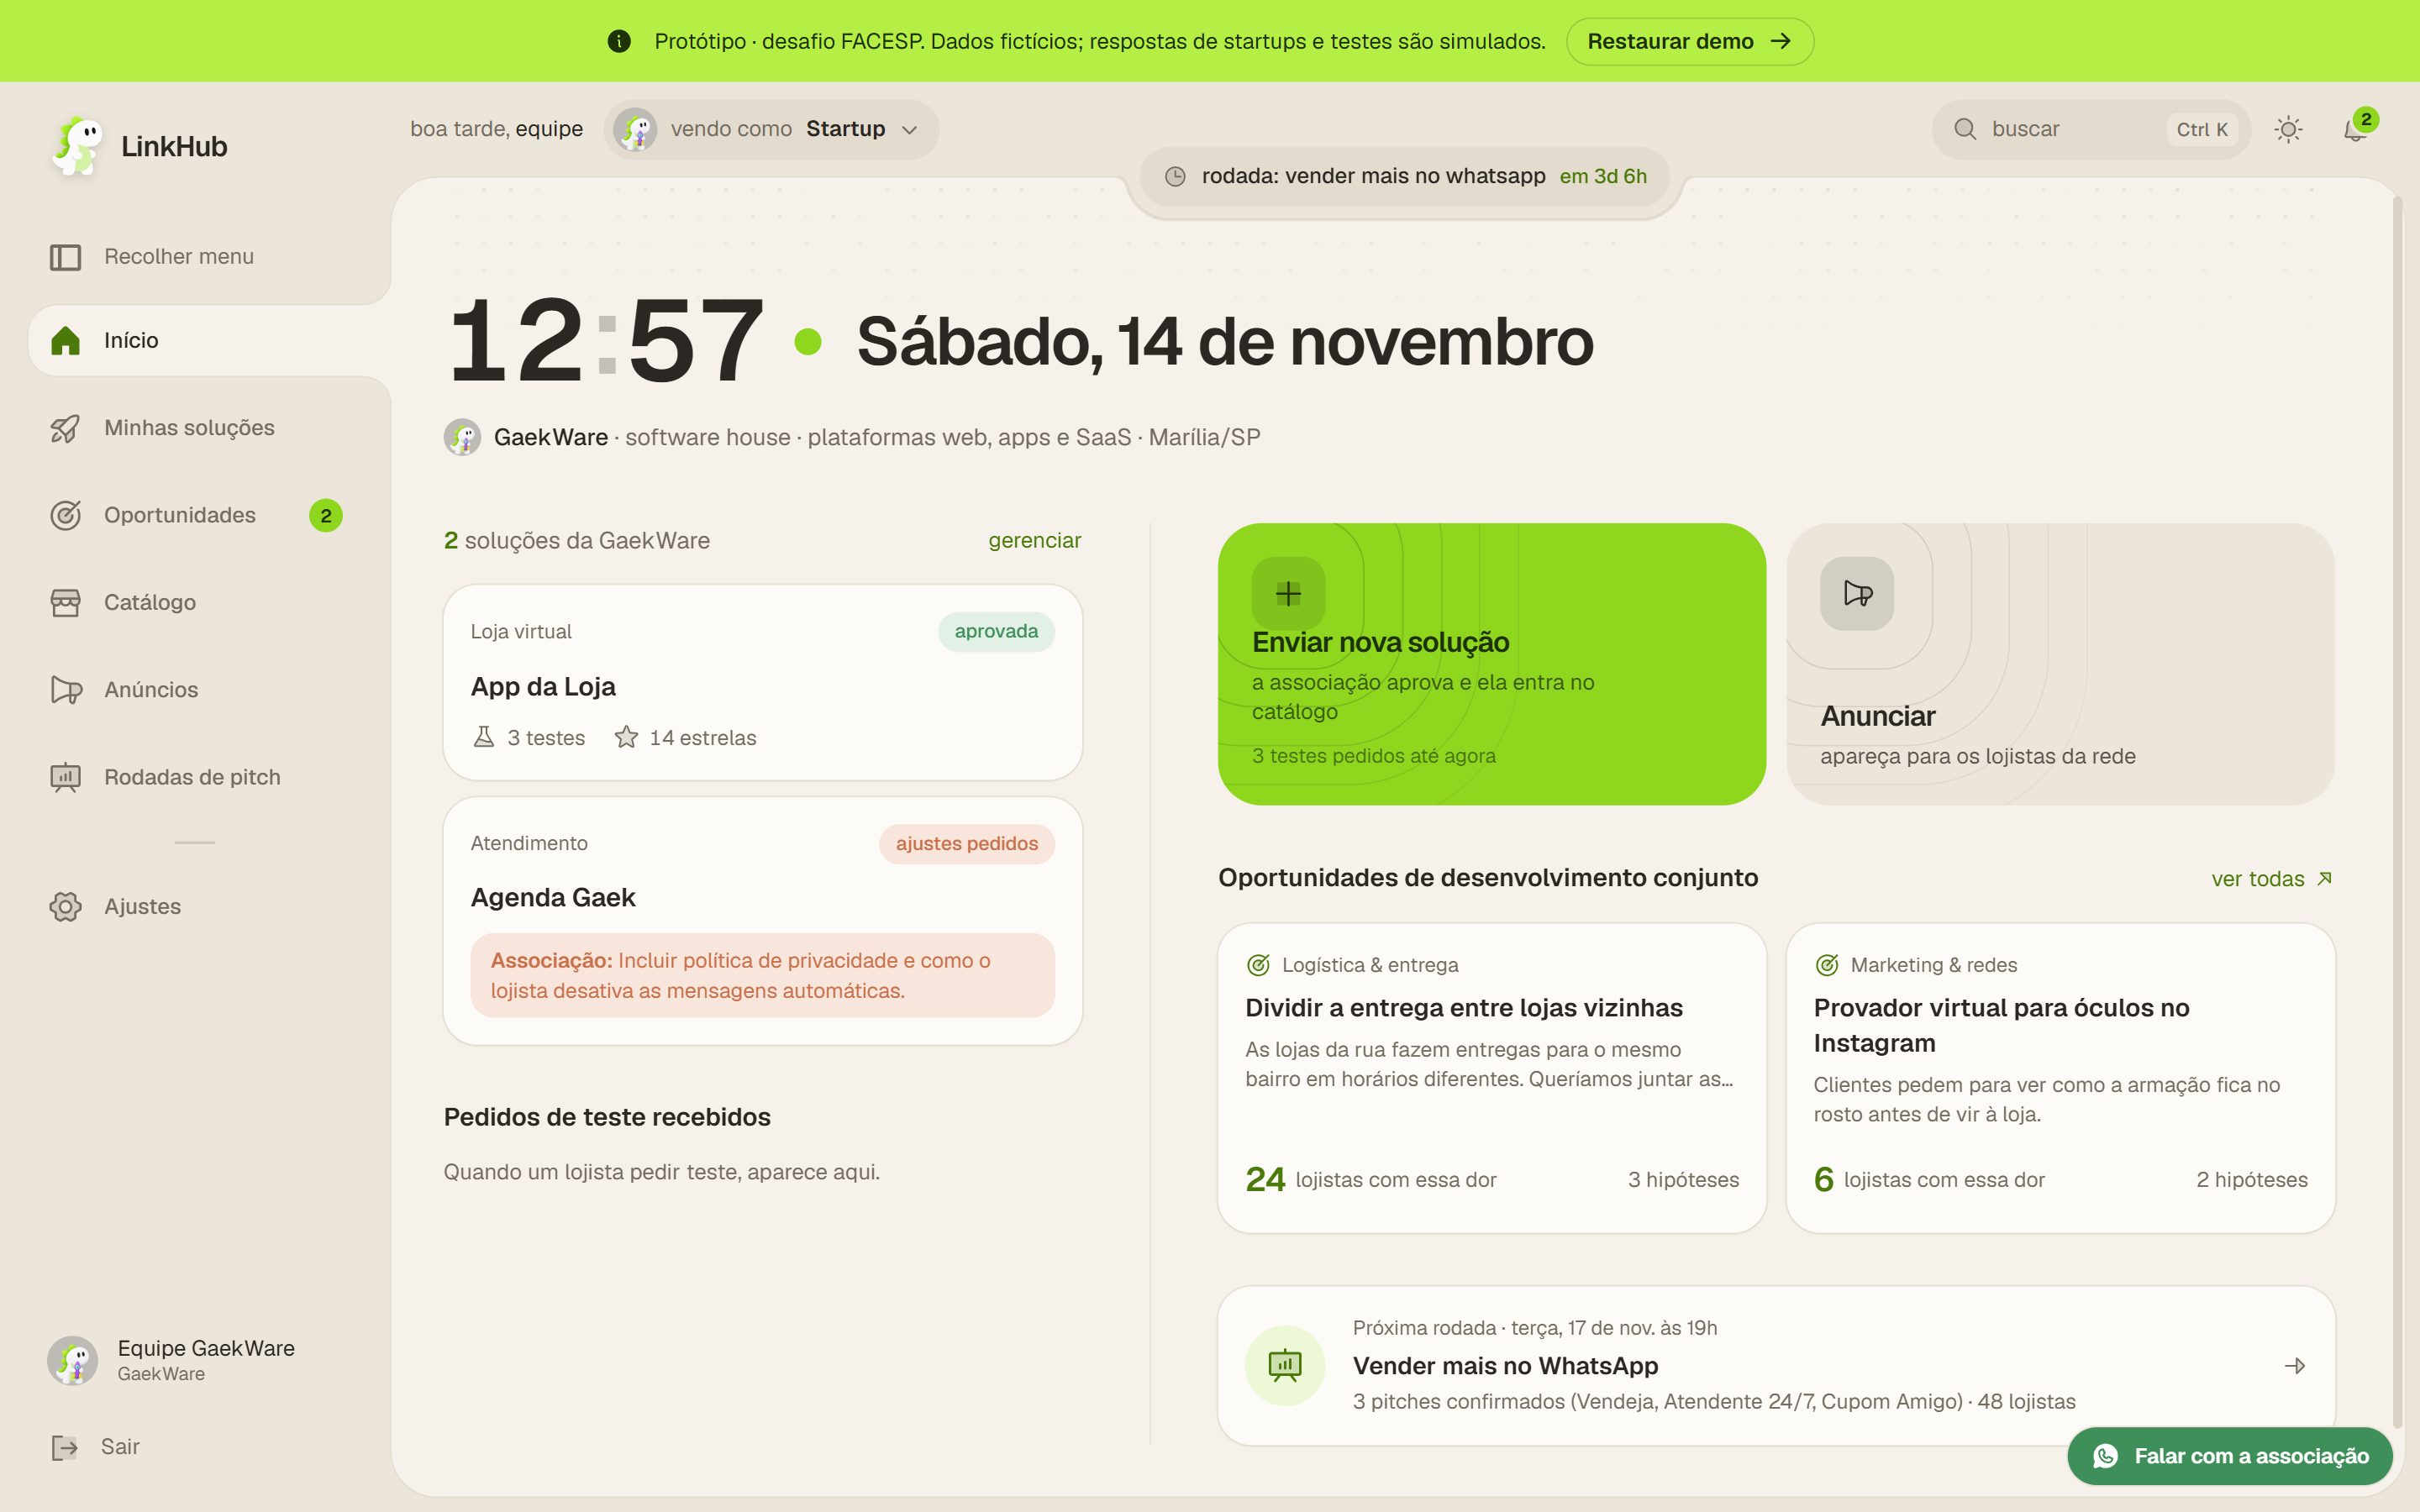 Protótipo · desafio FACESP. Dados fictícios; respostas de startups e testes são simulados.
Restaurar demo
LinkHub
boa tarde, equipe
vendo como Startup
rodada: vender mais no whatsapp em 3d 6h
buscar
Ctrl K
2
Recolher menu
Início
Minhas soluções
Oportunidades
2
Catálogo
Anúncios
Rodadas de pitch
Ajustes
Equipe GaekWare
GaekWare
Sair
12:57
Sábado, 14 de novembro
GaekWare · software house · plataformas web, apps e SaaS · Marília/SP
2 soluções da GaekWare
gerenciar
Loja virtual
aprovada
App da Loja
3 testes
14 estrelas
Atendimento
ajustes pedidos
Agenda Gaek
Associação: Incluir política de privacidade e como o
lojista desativa as mensagens automáticas.
Pedidos de teste recebidos
Quando um lojista pedir teste, aparece aqui.
Enviar nova solução
a associação aprova e ela entra no
catálogo
3 testes pedidos até agora
Anunciar
apareça para os lojistas da rede
Oportunidades de desenvolvimento conjunto
ver todas
Logística & entrega
Dividir a entrega entre lojas vizinhas
As lojas da rua fazem entregas para o mesmo
bairro em horários diferentes. Queríamos juntar as...
24 lojistas com essa dor
3 hipóteses
Marketing & redes
Provador virtual para óculos no
Instagram
Clientes pedem para ver como a armação fica no
rosto antes de vir à loja.
6 lojistas com essa dor
2 hipóteses
Próxima rodada · terça, 17 de nov. às 19h
Vender mais no WhatsApp
3 pitches confirmados (Vendeja, Atendente 24/7, Cupom Amigo) · 48 lojistas
Falar com a associação